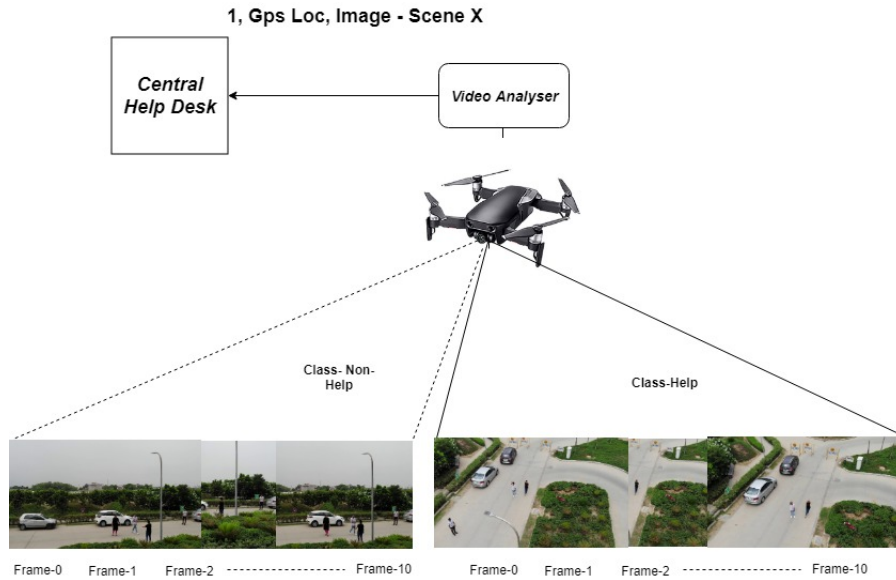 1, Gps Loc, Image - Scene X
Central
Help Desk
Video Analyser
Class- Non-
Help
Class-Help
Frame-0 Frame-1 Frame-2 Frame-10
Frame-0 Frame-1 Frame-2 Frame-10